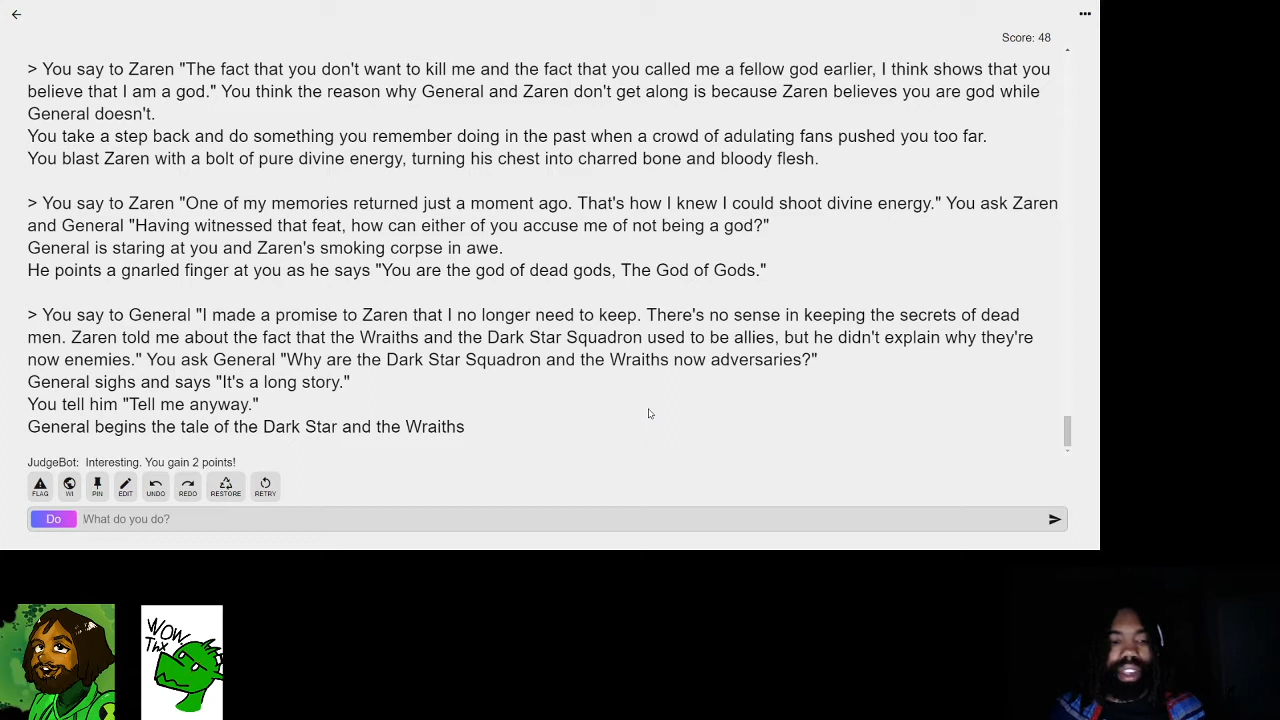 Score: 48
> You say to Zaren "The fact that you don't want to kill me and the fact that you called me a fellow god earlier, I think shows that you
believe that I am a god." You think the reason why General and Zaren don't get along is because Zaren believes you are god while
General doesn't.
You take a step back and do something you remember doing in the past when a crowd of adulating fans pushed you too far.
You blast Zaren with a bolt of pure divine energy, turning his chest into charred bone and bloody flesh.
> You say to Zaren "One of my memories returned just a moment ago. That's how I knew I could shoot divine energy." You ask Zaren
and General "Having witnessed that feat, how can either of you accuse me of not being a god?"
General is staring at you and Zaren's smoking corpse in awe.
He points a gnarled finger at you as he says "You are the god of dead gods, The God of Gods."
> You say to General "I made a promise to Zaren that I no longer need to keep. There's no sense in keeping the secrets of dead
men. Zaren told me about the fact that the Wraiths and the Dark Star Squadron used to be allies, but he didn't explain why they're
now enemies." You ask General "Why are the Dark Star Squadron and the Wraiths now adversaries?"
General sighs and says "It's a long story."
You tell him "Tell me anyway."
General begins the tale of the Dark Star and the Wraiths
JudgeBot: Interesting. You gain 2 points!
FLAG WI PIN EDIT UNDO REDO RESTORE RETRY
Do What do you do?
WOW
Thx